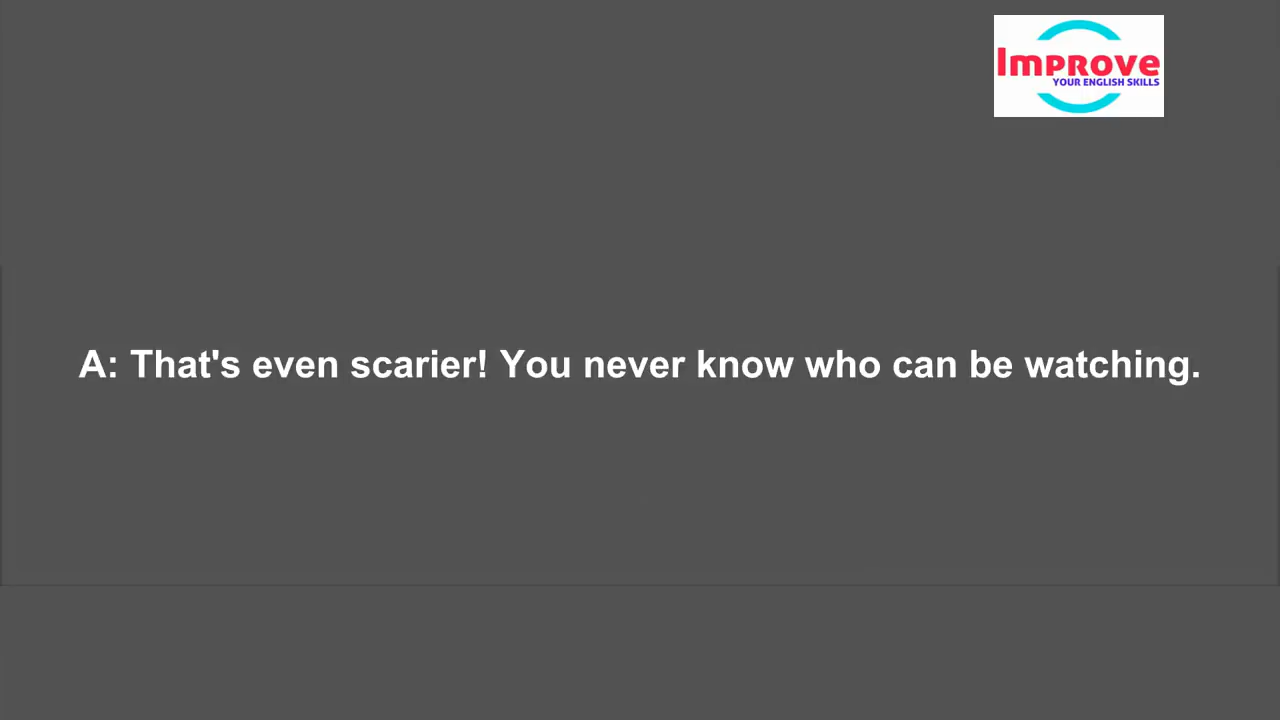 Improve
YOUR ENGLISH SKILLS
A: That's even scarier! You never know who can be watching.